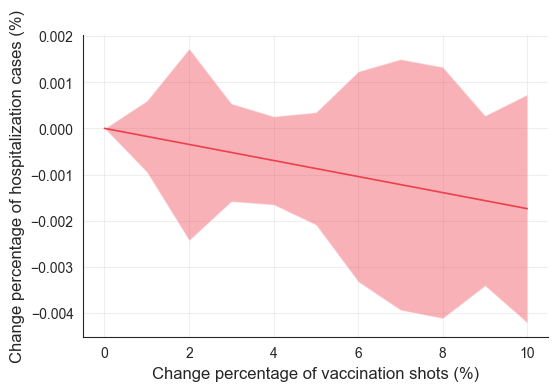 Change percentage of hospitalization cases (%)
0.002
0.001
0.000
−0.001
−0.002
−0.003
−0.004
0 2 4 6 8 10
Change percentage of vaccination shots (%)